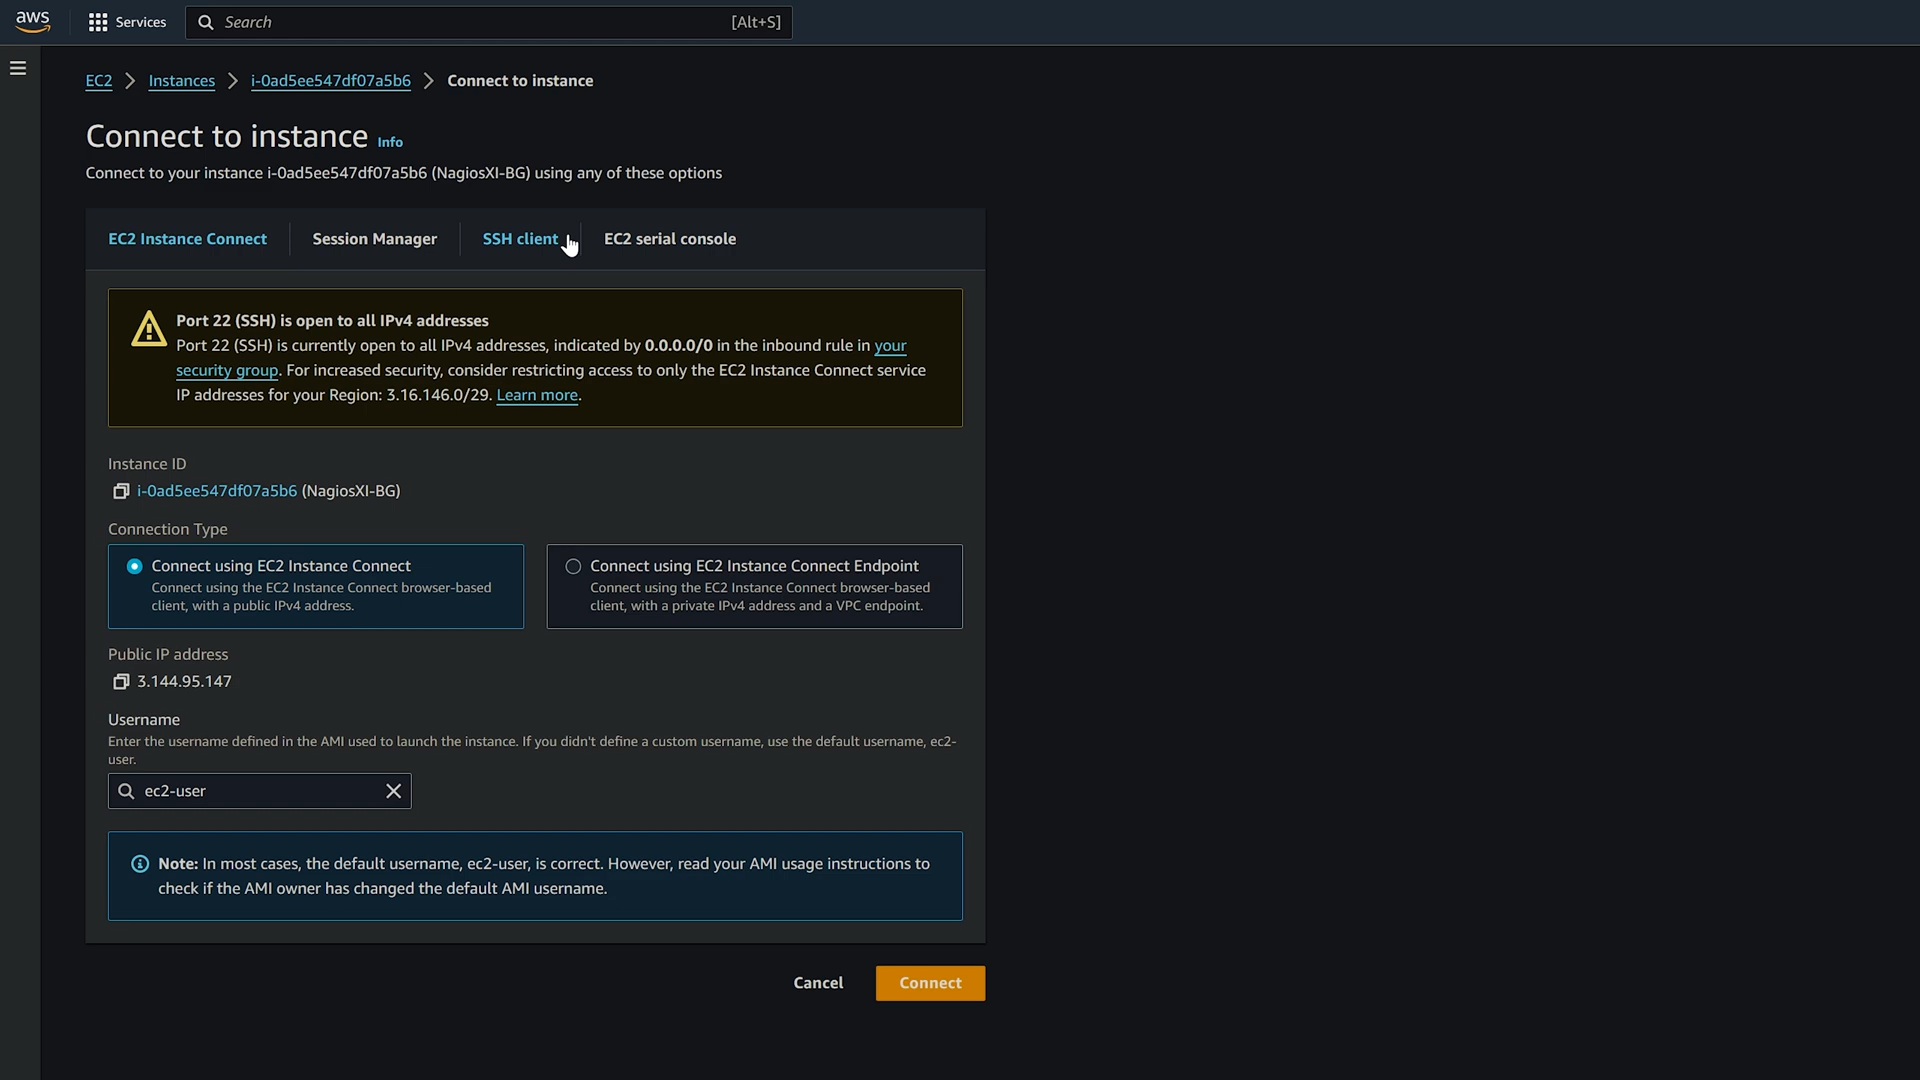 aws
Services
Search
[Alt+S]
EC2 > Instances > i-0ad5ee547df07a5b6 > Connect to instance
Connect to instance Info
Connect to your instance i-0ad5ee547df07a5b6 (NagiosXI-BG) using any of these options
EC2 Instance Connect
Session Manager
SSH client
EC2 serial console
Port 22 (SSH) is open to all IPv4 addresses
Port 22 (SSH) is currently open to all IPv4 addresses, indicated by 0.0.0.0/0 in the inbound rule in your
security group. For increased security, consider restricting access to only the EC2 Instance Connect service
IP addresses for your Region: 3.16.146.0/29. Learn more.
Instance ID
i-0ad5ee547df07a5b6 (NagiosXI-BG)
Connection Type
Connect using EC2 Instance Connect
Connect using the EC2 Instance Connect browser-based
client, with a public IPv4 address.
Connect using EC2 Instance Connect Endpoint
Connect using the EC2 Instance Connect browser-based
client, with a private IPv4 address and a VPC endpoint.
Public IP address
3.144.95.147
Username
Enter the username defined in the AMI used to launch the instance. If you didn't define a custom username, use the default username, ec2-
user.
ec2-user
Note: In most cases, the default username, ec2-user, is correct. However, read your AMI usage instructions to
check if the AMI owner has changed the default AMI username.
Cancel
Connect